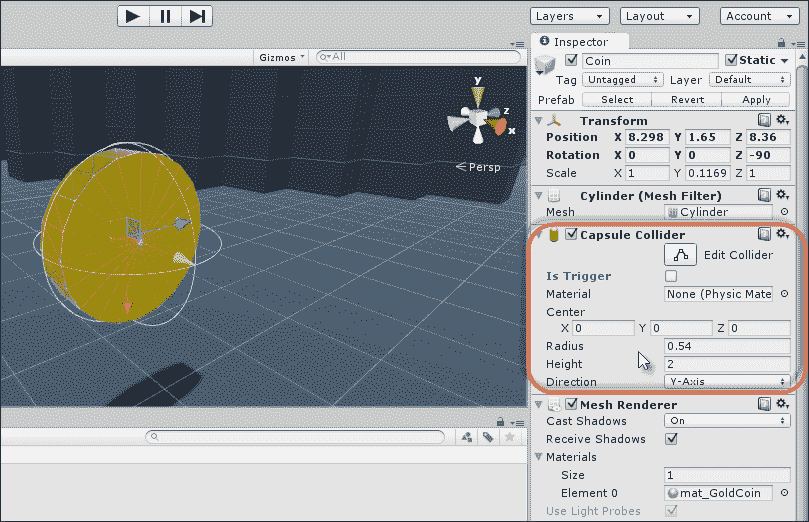 Layers Layout Account
Inspector
Gizmos All
Coin Static
Tag Untagged Layer Default
Prefab Select Revert Apply
Transform
Position X 8.298 Y 1.65 Z 8.36
Rotation X 0 Y 0 Z -90
Scale X 1 Y 0.1169 Z 1
y
z
x
Persp
Cylinder (Mesh Filter)
Mesh Cylinder
Capsule Collider
Edit Collider
Is Trigger
Material None (Physic Mate
Center
X 0 Y 0 Z 0
Radius 0.54
Height 2
Direction Y-Axis
Mesh Renderer
Cast Shadows On
Receive Shadows
Materials
Size 1
Element 0 mat_GoldCoin
Use Light Probes